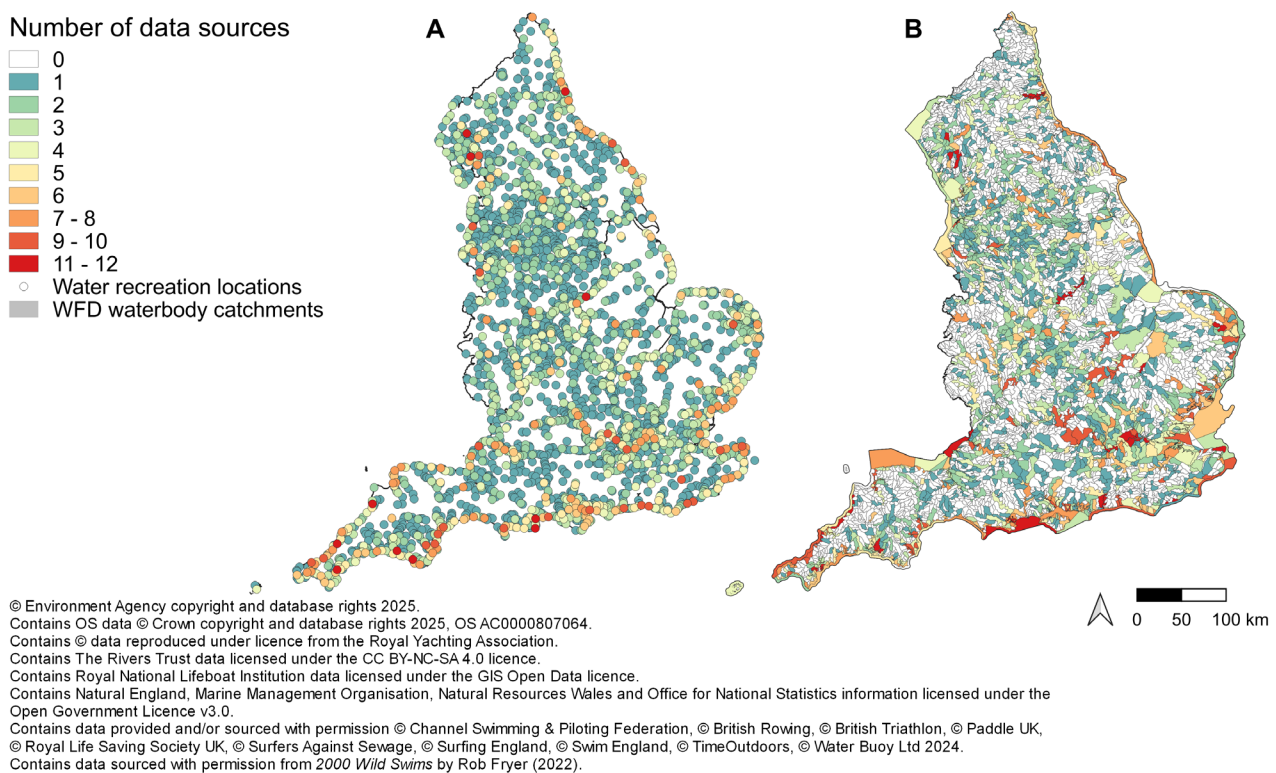 Number of data sources
A
B
0
1
2
3
4
5
6
7 - 8
9 - 10
11 - 12
Water recreation locations
WFD waterbody catchments
0 50 100 km
© Environment Agency copyright and database rights 2025.
Contains OS data © Crown copyright and database rights 2025, OS AC0000807064.
Contains © data reproduced under licence from the Royal Yachting Association.
Contains The Rivers Trust data licensed under the CC BY-NC-SA 4.0 licence.
Contains Royal National Lifeboat Institution data licensed under the GIS Open Data licence.
Contains Natural England, Marine Management Organisation, Natural Resources Wales and Office for National Statistics information licensed under the
Open Government Licence v3.0.
Contains data provided and/or sourced with permission © Channel Swimming & Piloting Federation, © British Rowing, © British Triathlon, © Paddle UK,
© Royal Life Saving Society UK, © Surfers Against Sewage, © Surfing England, © Swim England, © TimeOutdoors, © Water Buoy Ltd 2024.
Contains data sourced with permission from 2000 Wild Swims by Rob Fryer (2022).